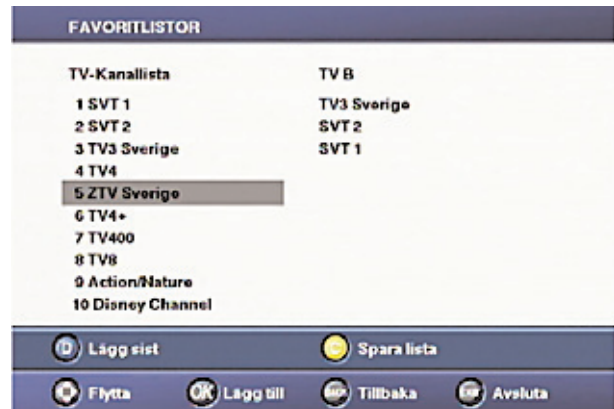 FAVORITLISTOR
TV-Kanallista
1 SVT 1
2 SVT 2
3 TV3 Sverige
4 TV4
5 ZTV Sverige
6 TV4+
7 TV400
8 TV8
9 Action/Nature
10 Disney Channel
TV B
TV3 Sverige
SVT 2
SVT 1
Lägg sist
Spara lista
Flytta
OK Lägg till
BACK Tillbaka
EXIT Avsluta